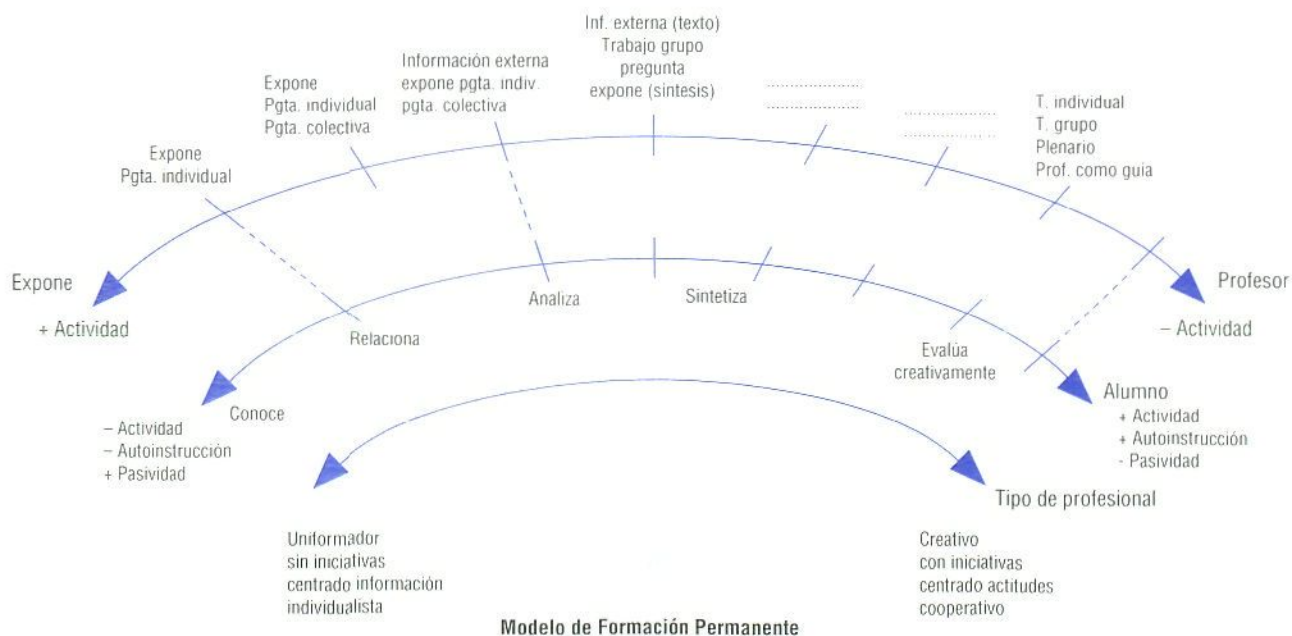 Inf. externa (texto)
Trabajo grupo
pregunta
expone (síntesis)
Información externa
expone pgta. indiv.
pgta. colectiva
Expone
Pgta. individual
Pgta. colectiva
Expone
Pgta. individual
....................
....................
....................
....................
T. individual
T. grupo
Plenario
Prof. como guía
Expone
+ Actividad
Profesor
– Actividad
Relaciona
Analiza
Sintetiza
Evalúa
creativamente
Conoce
– Actividad
– Autoinstrucción
+ Pasividad
Alumno
+ Actividad
+ Autoinstrucción
- Pasividad
Tipo de profesional
Uniformador
sin iniciativas
centrado información
individualista
Creativo
con iniciativas
centrado actitudes
cooperativo
Modelo de Formación Permanente